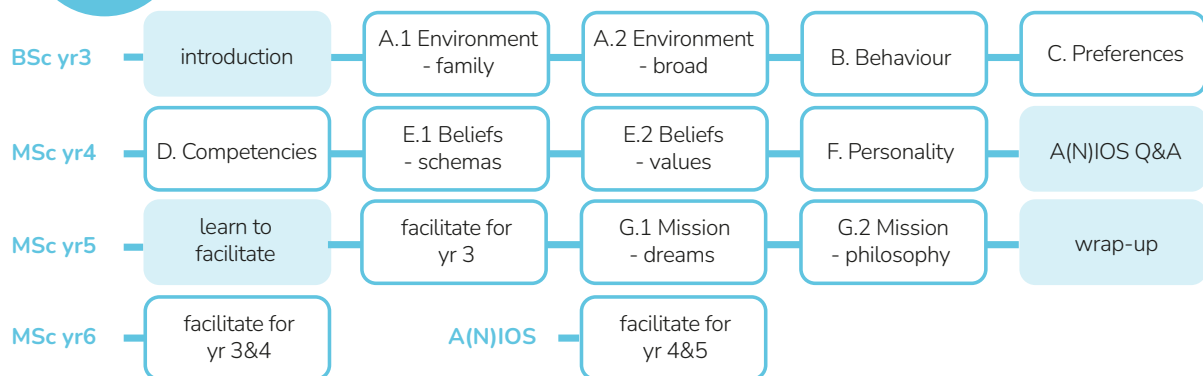 BSc yr3
introduction
A.1 Environment
- family
A.2 Environment
- broad
B. Behaviour
C. Preferences
MSc yr4
D. Competencies
E.1 Beliefs
- schemas
E.2 Beliefs
- values
F. Personality
A(N)IOS Q&A
MSc yr5
learn to
facilitate
facilitate for
yr 3
G.1 Mission
- dreams
G.2 Mission
- philosophy
wrap-up
MSc yr6
facilitate for
yr 3&4
A(N)IOS
facilitate for
yr 4&5